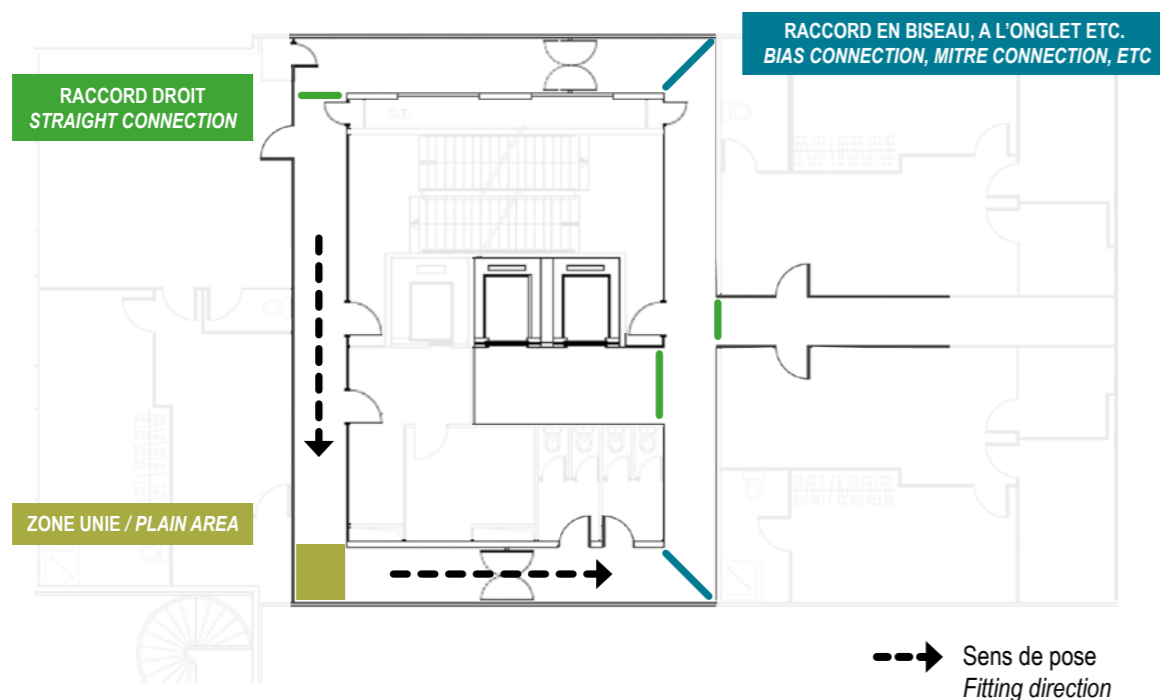 RACCORD EN BISEAU, A L'ONGLET ETC.
BIAS CONNECTION, MITRE CONNECTION, ETC
RACCORD DROIT
STRAIGHT CONNECTION
G.T.
ZONE UNIE / PLAIN AREA
Sens de pose
Fitting direction